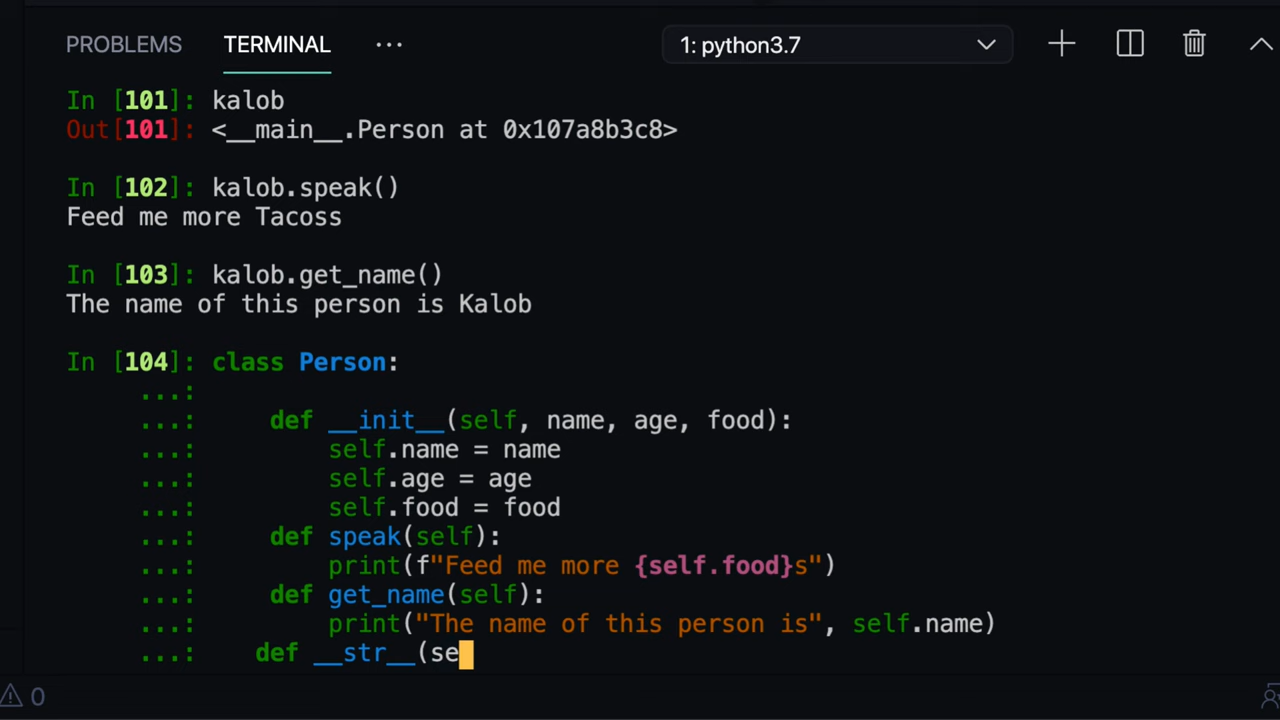 PROBLEMS TERMINAL ... 1: python3.7
In [101]: kalob
Out[101]: <__main__.Person at 0x107a8b3c8>
In [102]: kalob.speak()
Feed me more Tacoss
In [103]: kalob.get_name()
The name of this person is Kalob
In [104]: class Person:
...:
...: def __init__(self, name, age, food):
...: self.name = name
...: self.age = age
...: self.food = food
...: def speak(self):
...: print(f"Feed me more {self.food}s")
...: def get_name(self):
...: print("The name of this person is", self.name)
...: def __str__(se
0